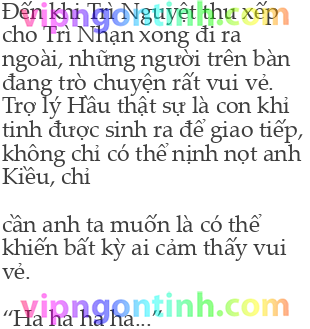 Đến khi Trì Nguyệt thu xếp
cho Trì Nhạn xong đi ra
ngoài, những người trên bàn
đang trò chuyện rất vui vẻ.
Trợ lý Hầu thật sự là con khỉ
tinh được sinh ra để giao tiếp,
không chỉ có thể nịnh nọt anh
Kiều, chỉ
cần anh ta muốn là có thể
khiến bất kỳ ai cảm thấy vui
vẻ.
vipngontinh.com
“Ha ha ha ha...”